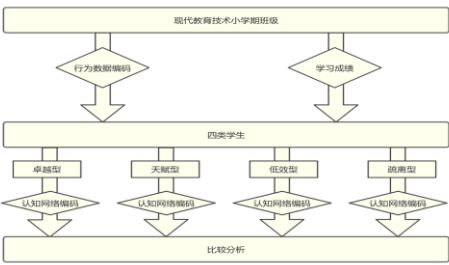 现代教育技术小学期班级
行为数据编码
学习成绩
四类学生
卓越型
天赋型
低效型
疏离型
认知网络编码
认知网络编码
认知网络编码
认知网络编码
比较分析